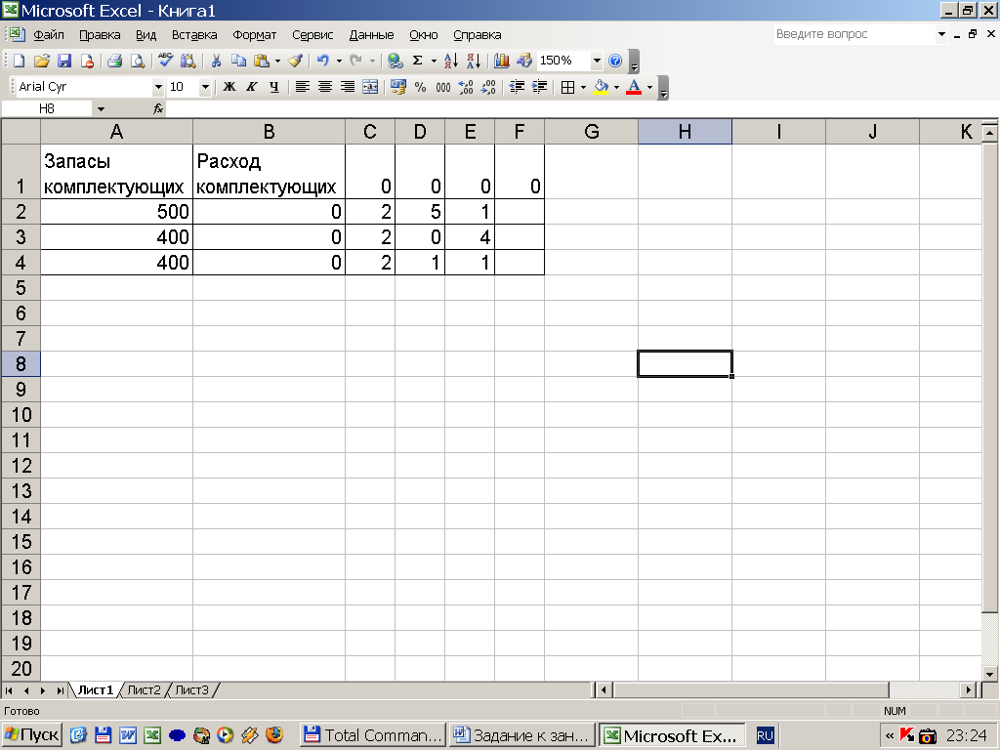 Microsoft Excel - Книга1
Файл Правка Вид Вставка Формат Сервис Данные Окно Справка Введите вопрос
150%
Arial Cyr 10 Ж К Ч % 000
H8 fx
A B C D E F G H I J K
Запасы Расход
1 комплектующих комплектующих 0 0 0 0
2 500 0 2 5 1
3 400 0 2 0 4
4 400 0 2 1 1
5
6
7
8
9
10
11
12
13
14
15
16
17
18
19
20
Лист1 Лист2 Лист3
Готово NUM
Пуск Total Comman... Задание к зан... Microsoft Ex... RU « 23:24